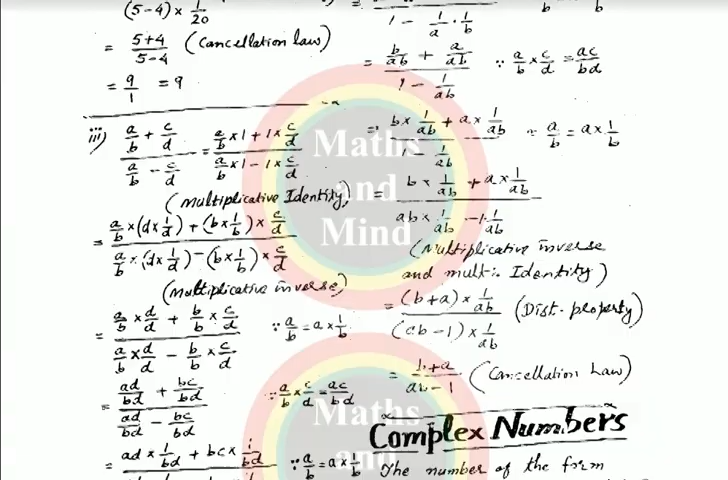 (5-4) × 1/20
= 5+4/5-4 (Cancellation law)
= 9/1 = 9
iii) a/b + c/d / a/b - c/d = a/b × 1 + 1 × c/d / a/b × 1 - 1 × c/d
(Multiplicative Identity)
= a/b × (d × 1/d) + (b × 1/b) × c/d / a/b × (d × 1/d) - (b × 1/b) × c/d
(Multiplicative inverse)
= a/b × d/d + b/b × c/d / a/b × d/d - b/b × c/d ∵ a/b = a × 1/b
= ad/bd + bc/bd / ad/bd - bc/bd ∵ a/b × c/d = ac/bd
= ad × 1/bd + bc × 1/bd ∵ a/b = a × 1/b
b b
1 - 1/a · 1/b
= b/ab + a/ab / 1 - 1/ab ∵ a/b × c/d = ac/bd
= b × 1/ab + a × 1/ab / 1 - 1/ab ∵ a/b = a × 1/b
= b × 1/ab + a × 1/ab / ab × 1/ab - 1 · 1/ab
(Multiplicative inverse
and mult: Identity)
= (b + a) × 1/ab / (ab - 1) × 1/ab (Dist. property)
= b+a / ab-1 (Cancellation Law)
Complex Numbers
The number of the form
Maths
and
Mind
Maths
and